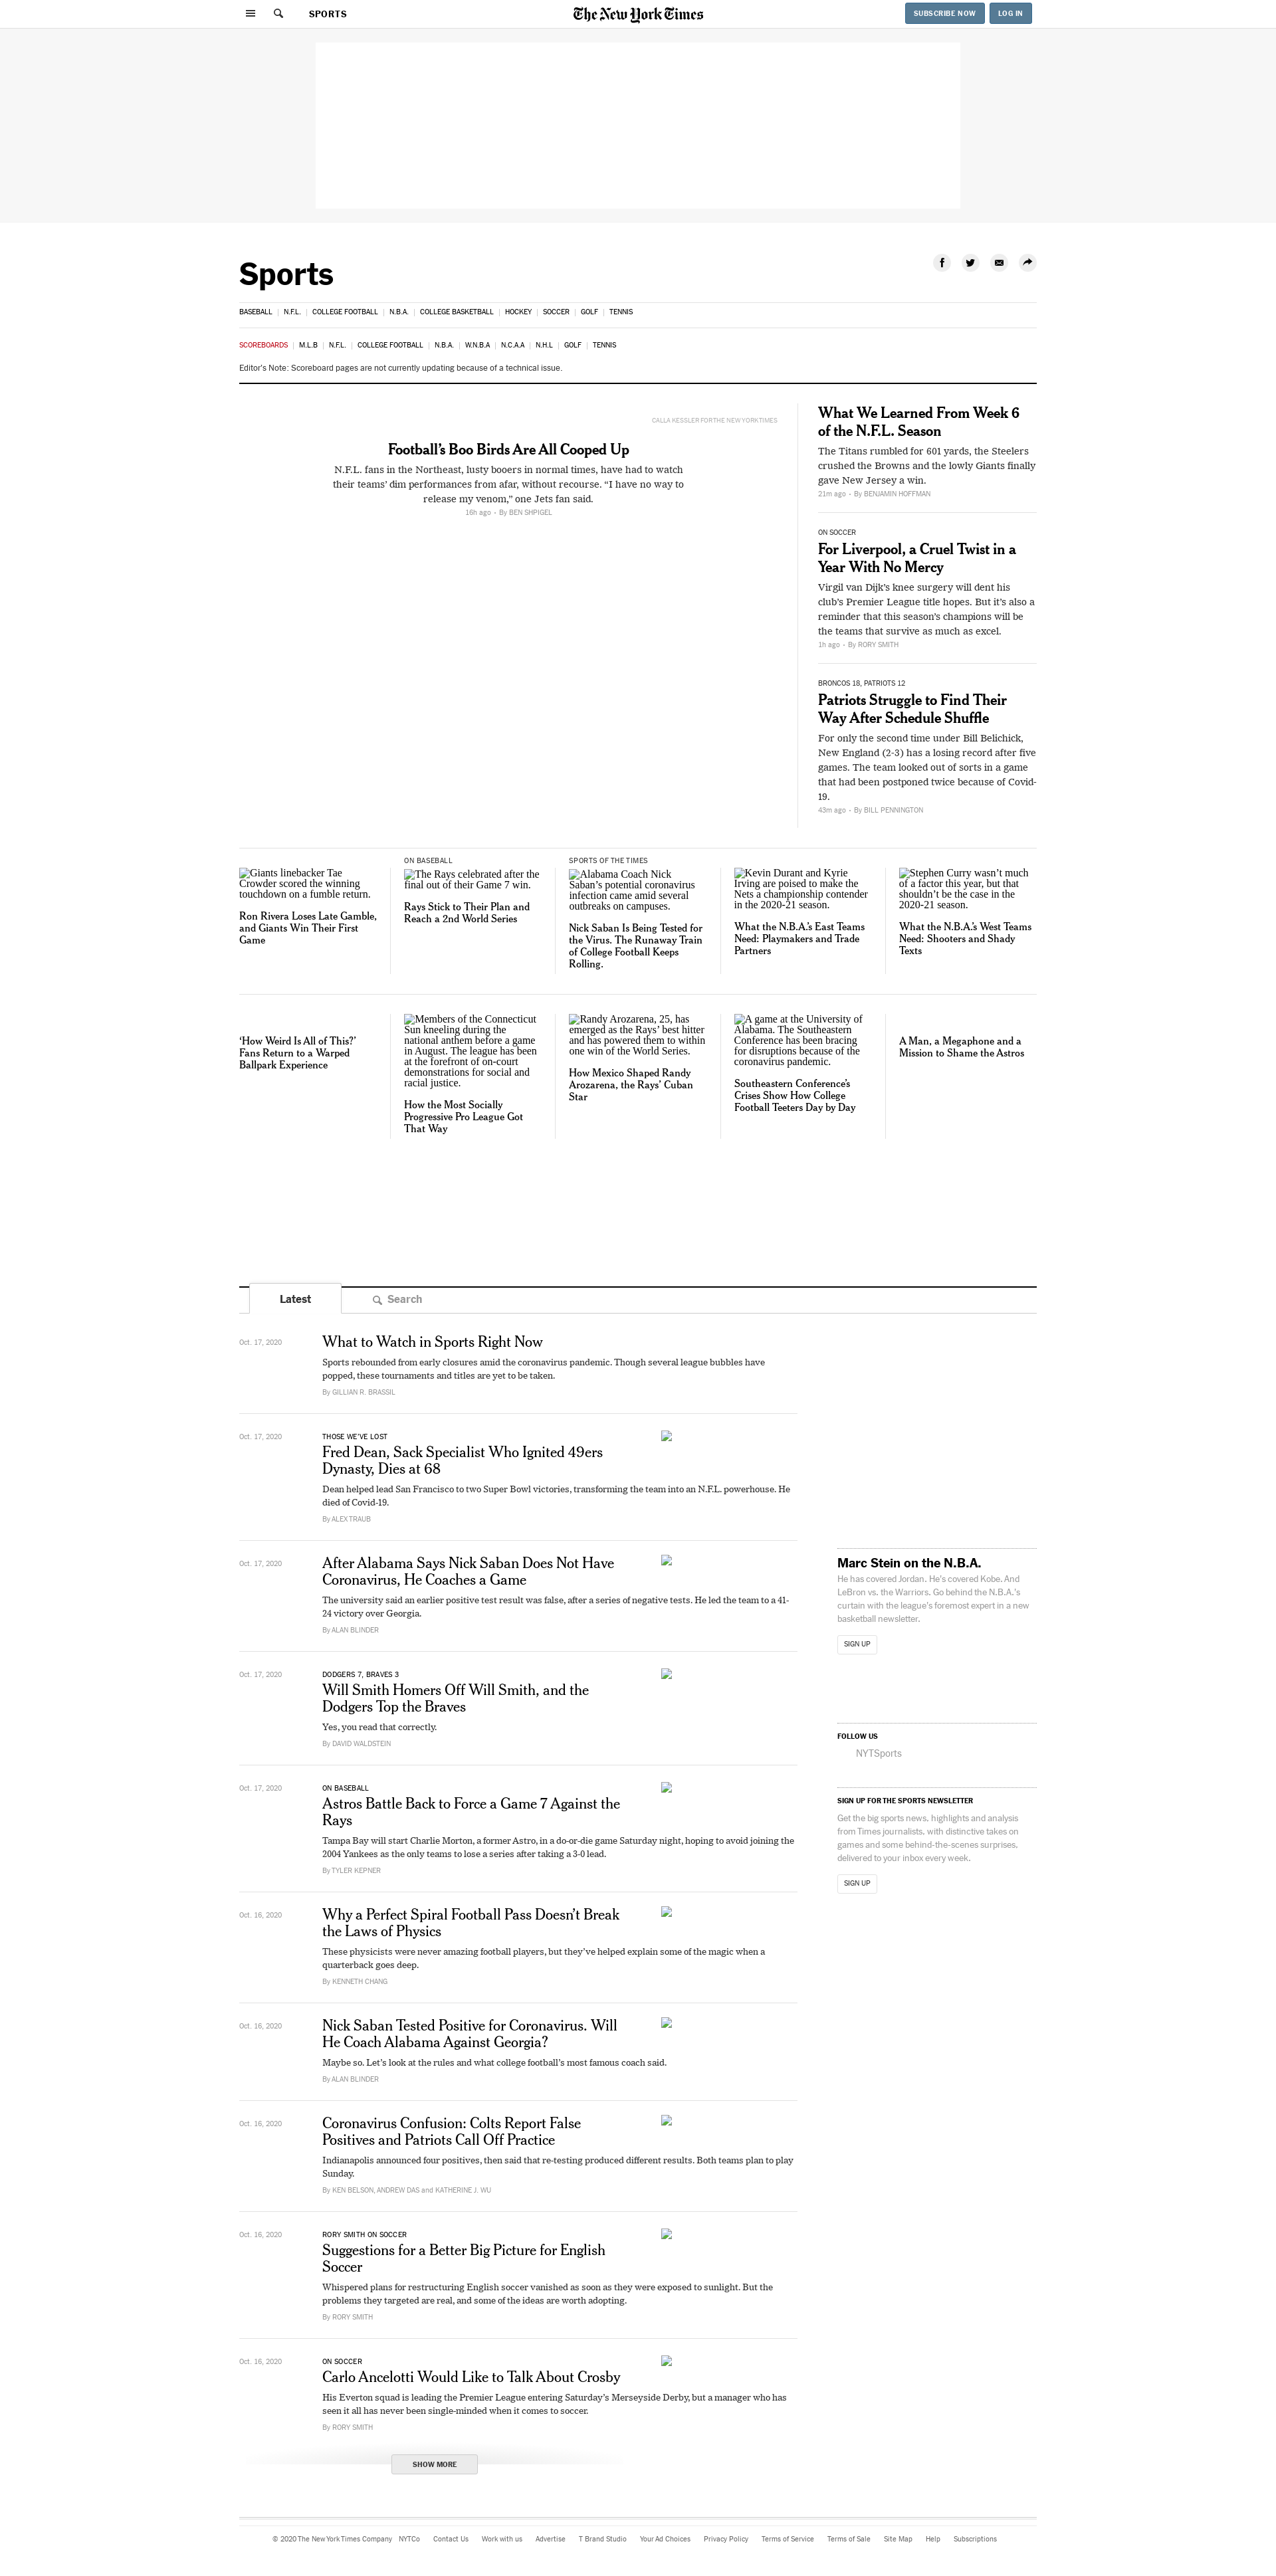 SPORTS
The New York Times
SUBSCRIBE NOW
LOG IN
Sports
BASEBALL
N.F.L.
COLLEGE FOOTBALL
N.B.A.
COLLEGE BASKETBALL
HOCKEY
SOCCER
GOLF
TENNIS
SCOREBOARDS
M.L.B
N.F.L.
COLLEGE FOOTBALL
N.B.A.
W.N.B.A
N.C.A.A
N.H.L
GOLF
TENNIS
Editor's Note: Scoreboard pages are not currently updating because of a technical issue.
CALLA KESSLER FOR THE NEW YORK TIMES
Football’s Boo Birds Are All Cooped Up
N.F.L. fans in the Northeast, lusty booers in normal times, have had to watch
their teams’ dim performances from afar, without recourse. “I have no way to
release my venom,” one Jets fan said.
16h ago • By BEN SHPIGEL
What We Learned From Week 6
of the N.F.L. Season
The Titans rumbled for 601 yards, the Steelers
crushed the Browns and the lowly Giants finally
gave New Jersey a win.
21m ago • By BENJAMIN HOFFMAN
ON SOCCER
For Liverpool, a Cruel Twist in a
Year With No Mercy
Virgil van Dijk’s knee surgery will dent his
club’s Premier League title hopes. But it’s also a
reminder that this season’s champions will be
the teams that survive as much as excel.
1h ago • By RORY SMITH
BRONCOS 18, PATRIOTS 12
Patriots Struggle to Find Their
Way After Schedule Shuffle
For only the second time under Bill Belichick,
New England (2-3) has a losing record after five
games. The team looked out of sorts in a game
that had been postponed twice because of Covid-
19.
43m ago • By BILL PENNINGTON
Giants linebacker Tae
Crowder scored the winning
touchdown on a fumble return.
Ron Rivera Loses Late Gamble,
and Giants Win Their First
Game
ON BASEBALL
The Rays celebrated after the
final out of their Game 7 win.
Rays Stick to Their Plan and
Reach a 2nd World Series
SPORTS OF THE TIMES
Alabama Coach Nick
Saban’s potential coronavirus
infection came amid several
outbreaks on campuses.
Nick Saban Is Being Tested for
the Virus. The Runaway Train
of College Football Keeps
Rolling.
Kevin Durant and Kyrie
Irving are poised to make the
Nets a championship contender
in the 2020-21 season.
What the N.B.A.’s East Teams
Need: Playmakers and Trade
Partners
Stephen Curry wasn’t much
of a factor this year, but that
shouldn’t be the case in the
2020-21 season.
What the N.B.A.’s West Teams
Need: Shooters and Shady
Texts
‘How Weird Is All of This?’
Fans Return to a Warped
Ballpark Experience
Members of the Connecticut
Sun kneeling during the
national anthem before a game
in August. The league has been
at the forefront of on-court
demonstrations for social and
racial justice.
How the Most Socially
Progressive Pro League Got
That Way
Randy Arozarena, 25, has
emerged as the Rays’ best hitter
and has powered them to within
one win of the World Series.
How Mexico Shaped Randy
Arozarena, the Rays’ Cuban
Star
A game at the University of
Alabama. The Southeastern
Conference has been bracing
for disruptions because of the
coronavirus pandemic.
Southeastern Conference’s
Crises Show How College
Football Teeters Day by Day
A Man, a Megaphone and a
Mission to Shame the Astros
Latest
Search
Oct. 17, 2020
What to Watch in Sports Right Now
Sports rebounded from early closures amid the coronavirus pandemic. Though several league bubbles have
popped, these tournaments and titles are yet to be taken.
By GILLIAN R. BRASSIL
Oct. 17, 2020
THOSE WE’VE LOST
Fred Dean, Sack Specialist Who Ignited 49ers
Dynasty, Dies at 68
Dean helped lead San Francisco to two Super Bowl victories, transforming the team into an N.F.L. powerhouse. He
died of Covid-19.
By ALEX TRAUB
Oct. 17, 2020
After Alabama Says Nick Saban Does Not Have
Coronavirus, He Coaches a Game
The university said an earlier positive test result was false, after a series of negative tests. He led the team to a 41-
24 victory over Georgia.
By ALAN BLINDER
Oct. 17, 2020
DODGERS 7, BRAVES 3
Will Smith Homers Off Will Smith, and the
Dodgers Top the Braves
Yes, you read that correctly.
By DAVID WALDSTEIN
Oct. 17, 2020
ON BASEBALL
Astros Battle Back to Force a Game 7 Against the
Rays
Tampa Bay will start Charlie Morton, a former Astro, in a do-or-die game Saturday night, hoping to avoid joining the
2004 Yankees as the only teams to lose a series after taking a 3-0 lead.
By TYLER KEPNER
Oct. 16, 2020
Why a Perfect Spiral Football Pass Doesn’t Break
the Laws of Physics
These physicists were never amazing football players, but they’ve helped explain some of the magic when a
quarterback goes deep.
By KENNETH CHANG
Oct. 16, 2020
Nick Saban Tested Positive for Coronavirus. Will
He Coach Alabama Against Georgia?
Maybe so. Let’s look at the rules and what college football’s most famous coach said.
By ALAN BLINDER
Oct. 16, 2020
Coronavirus Confusion: Colts Report False
Positives and Patriots Call Off Practice
Indianapolis announced four positives, then said that re-testing produced different results. Both teams plan to play
Sunday.
By KEN BELSON, ANDREW DAS and KATHERINE J. WU
Oct. 16, 2020
RORY SMITH ON SOCCER
Suggestions for a Better Big Picture for English
Soccer
Whispered plans for restructuring English soccer vanished as soon as they were exposed to sunlight. But the
problems they targeted are real, and some of the ideas are worth adopting.
By RORY SMITH
Oct. 16, 2020
ON SOCCER
Carlo Ancelotti Would Like to Talk About Crosby
His Everton squad is leading the Premier League entering Saturday’s Merseyside Derby, but a manager who has
seen it all has never been single-minded when it comes to soccer.
By RORY SMITH
SHOW MORE
Marc Stein on the N.B.A.
He has covered Jordan. He’s covered Kobe. And
LeBron vs. the Warriors. Go behind the N.B.A.’s
curtain with the league’s foremost expert in a new
basketball newsletter.
SIGN UP
FOLLOW US
NYTSports
SIGN UP FOR THE SPORTS NEWSLETTER
Get the big sports news, highlights and analysis
from Times journalists, with distinctive takes on
games and some behind-the-scenes surprises,
delivered to your inbox every week.
SIGN UP
© 2020 The New York Times Company
NYTCo
Contact Us
Work with us
Advertise
T Brand Studio
Your Ad Choices
Privacy Policy
Terms of Service
Terms of Sale
Site Map
Help
Subscriptions